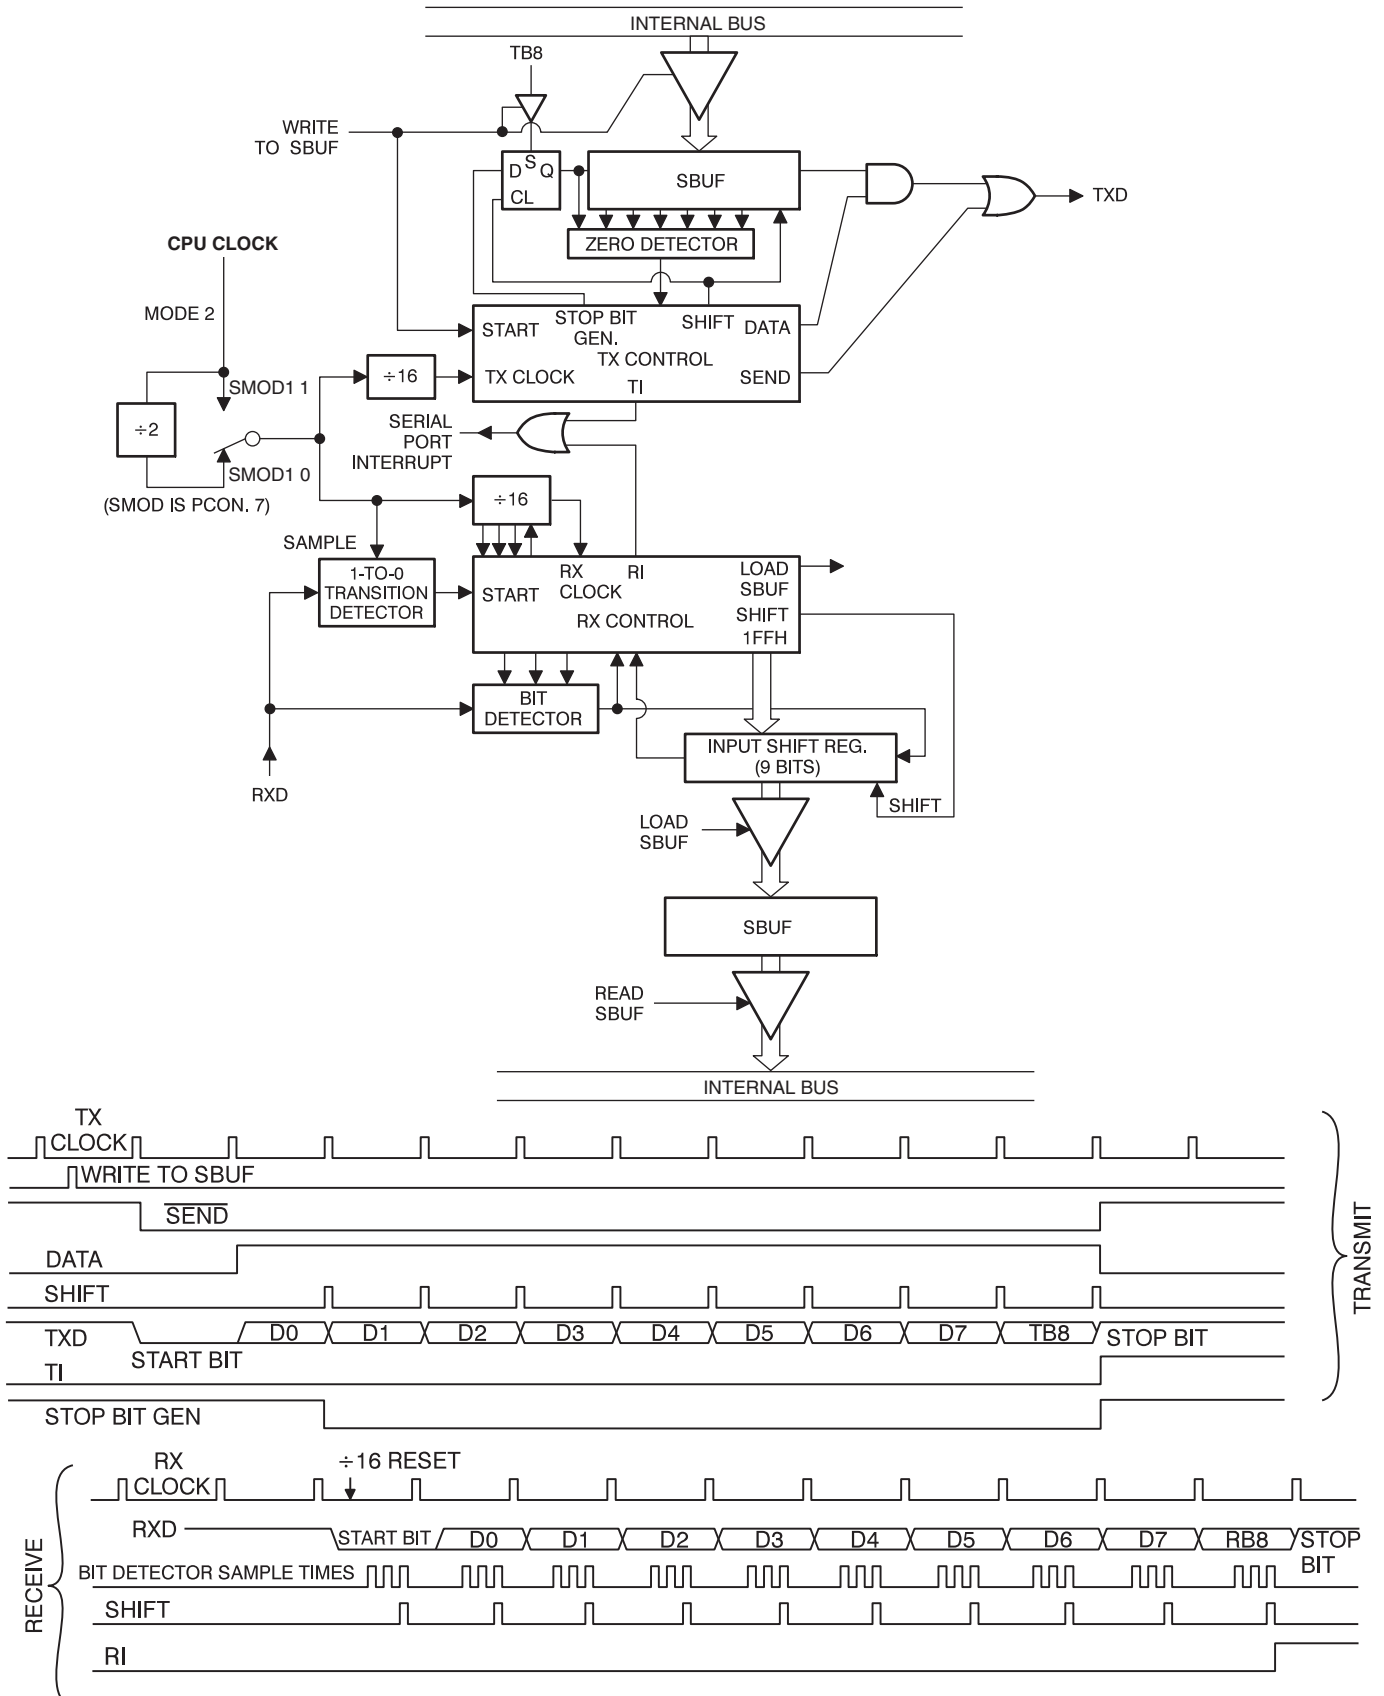 INTERNAL BUS
TB8
WRITE
TO SBUF
D S Q
CL
SBUF
TXD
ZERO DETECTOR
CPU CLOCK
MODE 2
START
STOP BIT
GEN.
SHIFT
DATA
TX CONTROL
TX CLOCK
TI
SEND
÷16
SMOD1 1
÷2
SMOD1 0
(SMOD IS PCON. 7)
SERIAL
PORT
INTERRUPT
÷16
SAMPLE
1-TO-0
TRANSITION
DETECTOR
START
RX
CLOCK
RI
LOAD
SBUF
SHIFT
RX CONTROL
1FFH
BIT
DETECTOR
INPUT SHIFT REG.
(9 BITS)
RXD
SHIFT
LOAD
SBUF
SBUF
READ
SBUF
INTERNAL BUS
TX
CLOCK
WRITE TO SBUF
SEND
DATA
SHIFT
TXD
START BIT
D0 D1 D2 D3 D4 D5 D6 D7 TB8
STOP BIT
TI
STOP BIT GEN
TRANSMIT
RX
CLOCK
÷16 RESET
RXD
START BIT D0 D1 D2 D3 D4 D5 D6 D7 RB8 STOP
BIT
BIT DETECTOR SAMPLE TIMES
SHIFT
RI
RECEIVE